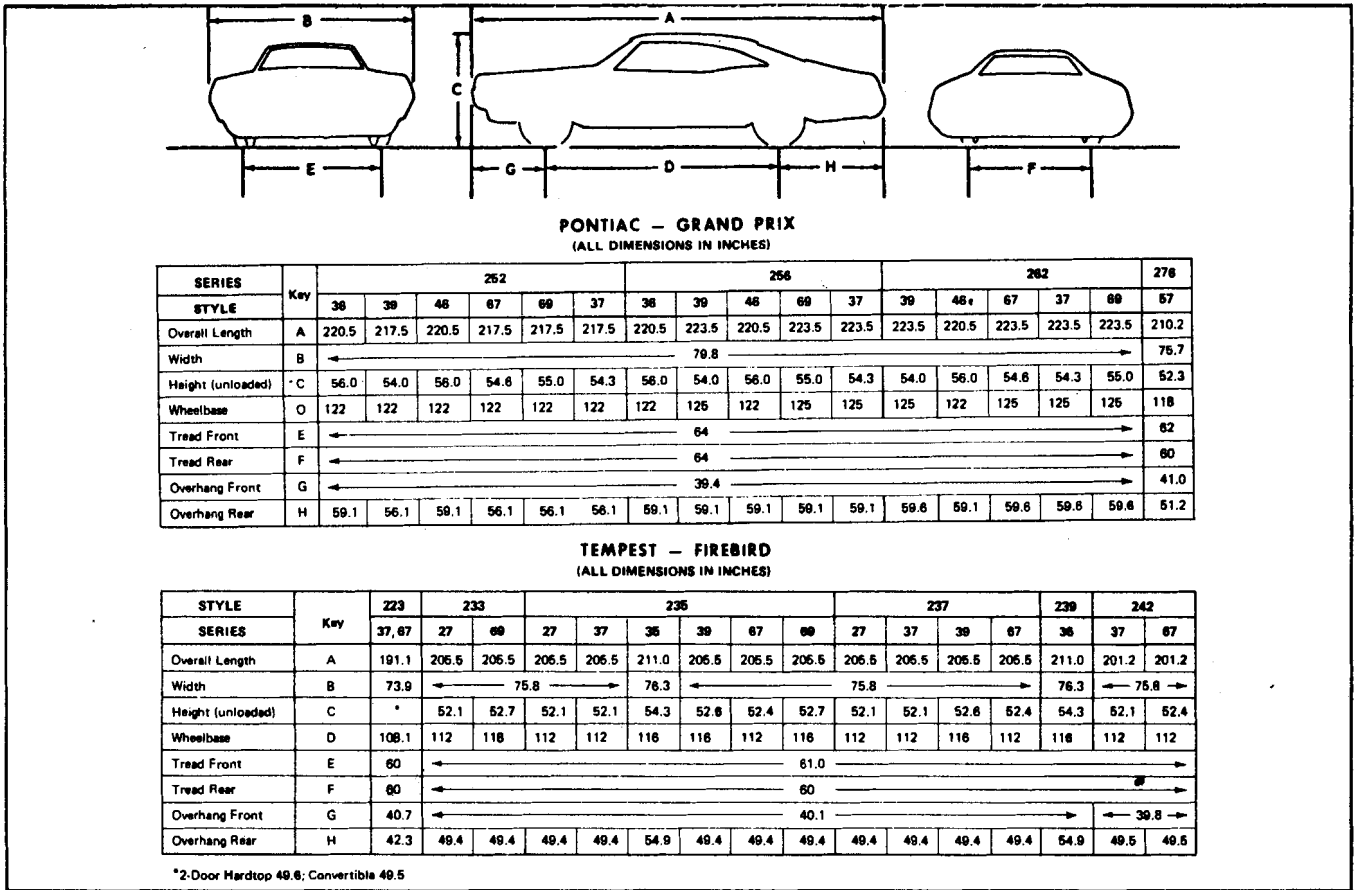 B A
C
E G D H F
PONTIAC — GRAND PRIX
(ALL DIMENSIONS IN INCHES)
SERIES Key 252 256 262 276
STYLE 36 39 46 67 69 37 36 39 46 69 37 39 46 67 37 69 57
Overall Length A 220.5 217.5 220.5 217.5 217.5 217.5 220.5 223.5 220.5 223.5 223.5 223.5 220.5 223.5 223.5 223.5 210.2
Width B 79.8 75.7
Height (unloaded) C 56.0 54.0 56.0 54.6 55.0 54.3 56.0 54.0 56.0 55.0 54.3 54.0 56.0 54.6 54.3 55.0 52.3
Wheelbase O 122 122 122 122 122 122 122 125 122 125 125 125 122 125 125 125 118
Tread Front E 64 62
Tread Rear F 64 60
Overhang Front G 39.4 41.0
Overhang Rear H 59.1 56.1 59.1 56.1 56.1 56.1 59.1 59.1 59.1 59.1 59.1 59.6 59.1 59.6 59.6 59.6 51.2
TEMPEST — FIREBIRD
(ALL DIMENSIONS IN INCHES)
STYLE Key 223 233 235 237 239 242
SERIES 37, 67 27 69 27 37 35 39 67 69 27 37 39 67 36 37 67
Overall Length A 191.1 205.5 205.5 205.5 205.5 211.0 205.5 205.5 205.5 205.5 205.5 205.5 205.5 211.0 201.2 201.2
Width B 73.9 75.8 76.3 75.8 76.3 75.8
Height (unloaded) C * 52.1 52.7 52.1 52.1 54.3 52.6 52.4 52.7 52.1 52.1 52.6 52.4 54.3 52.1 52.4
Wheelbase D 108.1 112 116 112 112 116 116 112 116 112 112 116 112 116 112 112
Tread Front E 60 61.0
Tread Rear F 60 60
Overhang Front G 40.7 40.1 39.8
Overhang Rear H 42.3 49.4 49.4 49.4 49.4 54.9 49.4 49.4 49.4 49.4 49.4 49.4 49.4 54.9 49.5 49.5
*2-Door Hardtop 49.6; Convertible 49.5